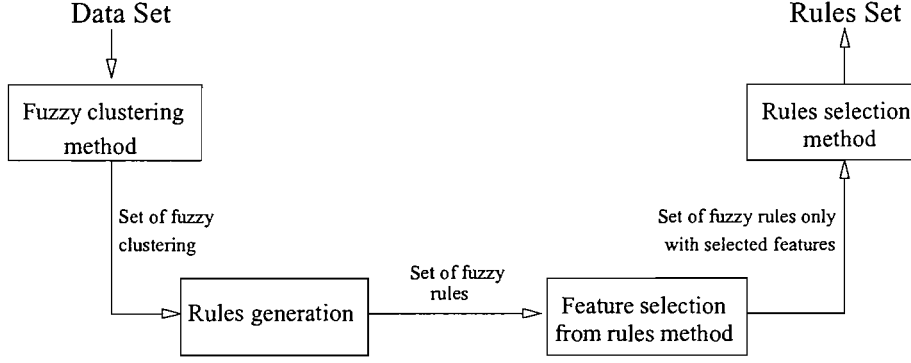 Data Set
Rules Set
Fuzzy clustering
method
Rules selection
method
Set of fuzzy
clustering
Set of fuzzy rules only
with selected features
Set of fuzzy
rules
Rules generation
Feature selection
from rules method